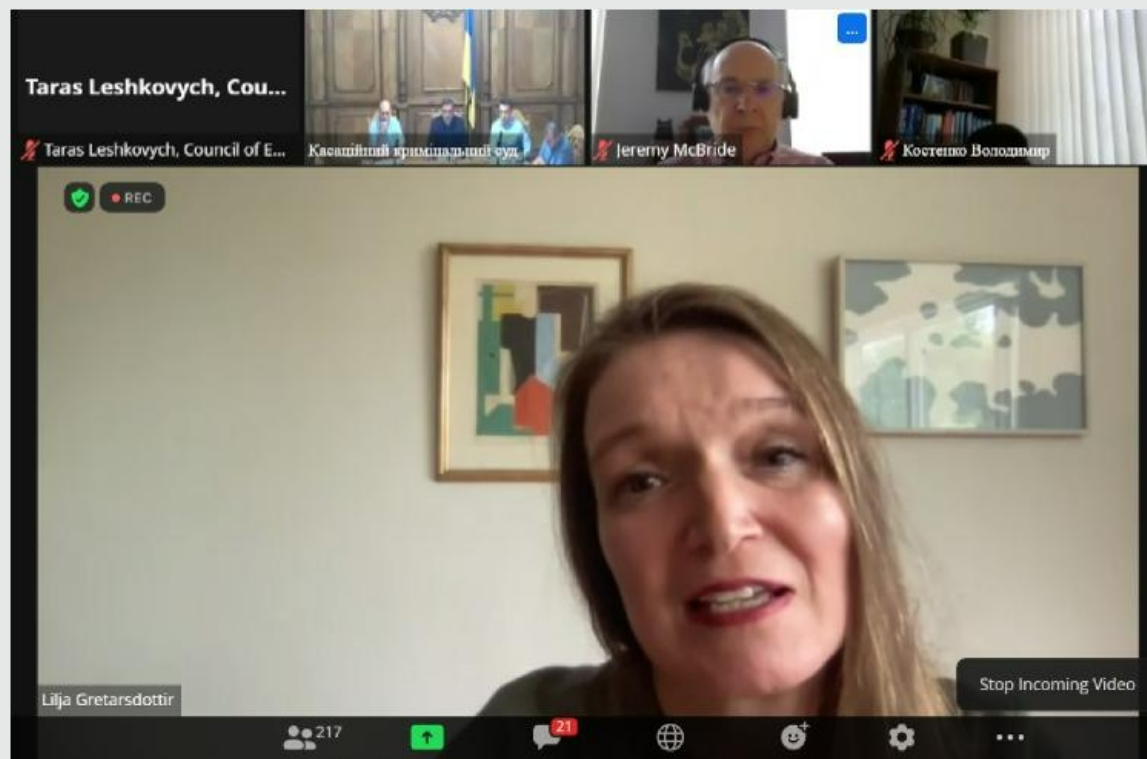 Taras Leshkovych, Cou...
Taras Leshkovych, Council of E...
Касаційний кримінальний суд
Jeremy McBride
...
Костенко Володимир
REC
Lilja Gretarsdottir
Stop Incoming Video
217
21